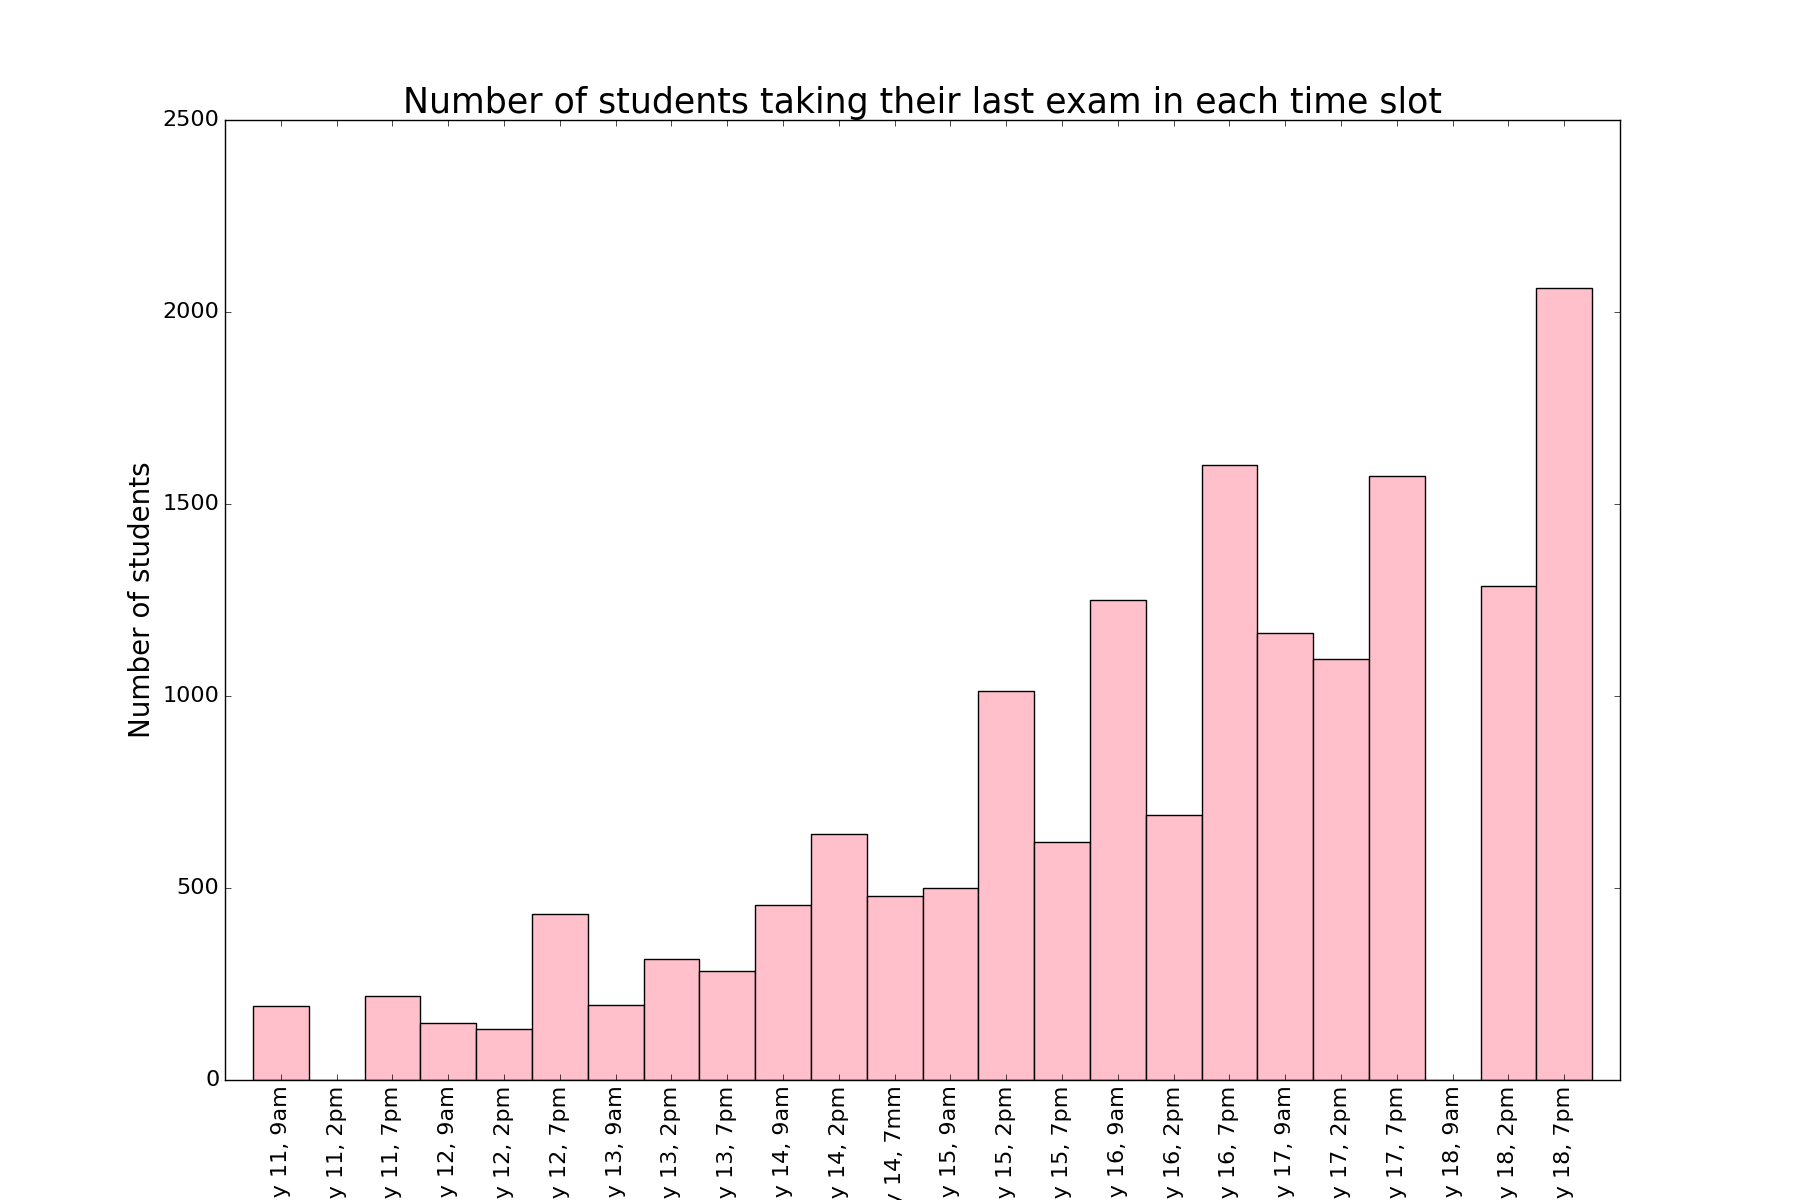 Number of students taking their last exam in each time slot
Number of students
2500
2000
1500
1000
500
0
y 11, 9am
y 11, 2pm
y 11, 7pm
y 12, 9am
y 12, 2pm
y 12, 7pm
y 13, 9am
y 13, 2pm
y 13, 7pm
y 14, 9am
y 14, 2pm
y 14, 7mm
y 15, 9am
y 15, 2pm
y 15, 7pm
y 16, 9am
y 16, 2pm
y 16, 7pm
y 17, 9am
y 17, 2pm
y 17, 7pm
y 18, 9am
y 18, 2pm
y 18, 7pm